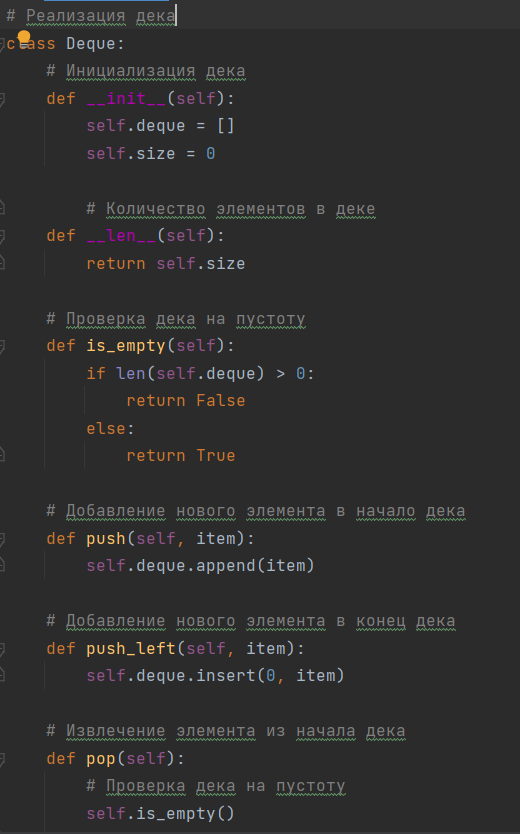 # Реализация дека
class Deque:
    # Инициализация дека
    def __init__(self):
        self.deque = []
        self.size = 0
        # Количество элементов в деке
    def __len__(self):
        return self.size
    # Проверка дека на пустоту
    def is_empty(self):
        if len(self.deque) > 0:
            return False
        else:
            return True
    # Добавление нового элемента в начало дека
    def push(self, item):
        self.deque.append(item)
    # Добавление нового элемента в конец дека
    def push_left(self, item):
        self.deque.insert(0, item)
    # Извлечение элемента из начала дека
    def pop(self):
        # Проверка дека на пустоту
        self.is_empty()